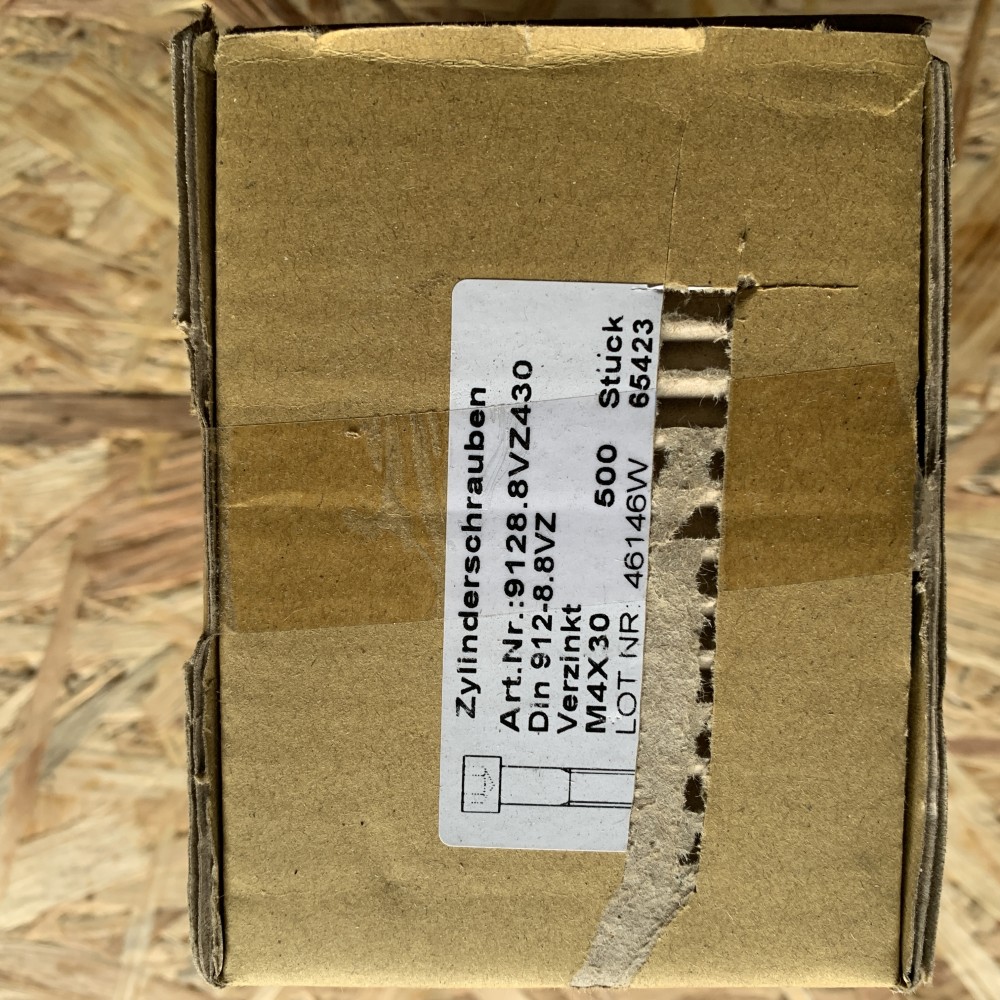 Zylinderschrauben
Art.Nr.:9128.8VZ430
Din 912-8.8VZ
Verzinkt
M4X30 500 Stück
LOT NR: 46146W 65423